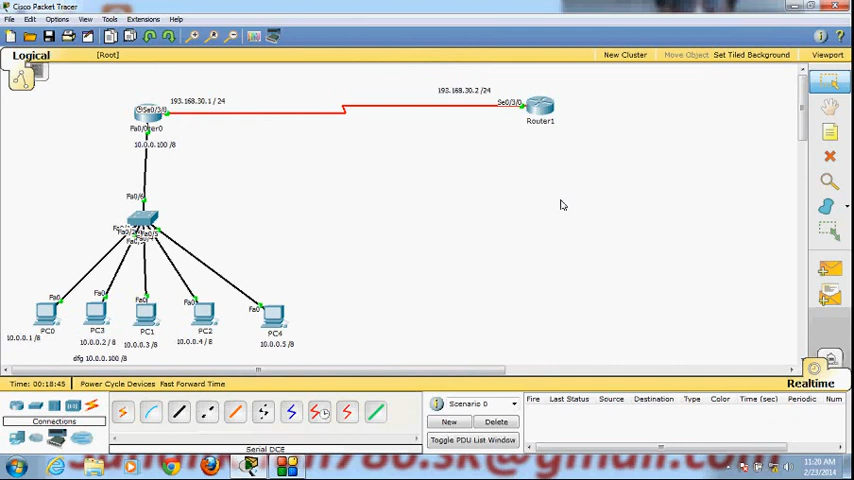 Cisco Packet Tracer
File Edit Options View Tools Extensions Help
Logical [Root] New Cluster Move Object Set Tiled Background Viewport
193.168.30.1 / 24
193.168.30.2 /24
Se0/3/0
Se0/3/0
Router1
10.0.0.100 /8
Fa0
Fa0
Fa0
Fa0
Fa0
PC0
PC3
PC1
PC2
PC4
10.0.0.1 /8
10.0.0.2 / 8
10.0.0.3 / 8
10.0.0.4 / 8
10.0.0.5 /8
dfg 10.0.0.100 /8
Realtime
Time: 00:18:45 Power Cycle Devices Fast Forward Time
Connections
Serial DCE
Scenario 0
New Delete
Toggle PDU List Window
Fire Last Status Source Destination Type Color Time (sec) Periodic Num
11:20 AM
2/23/2014